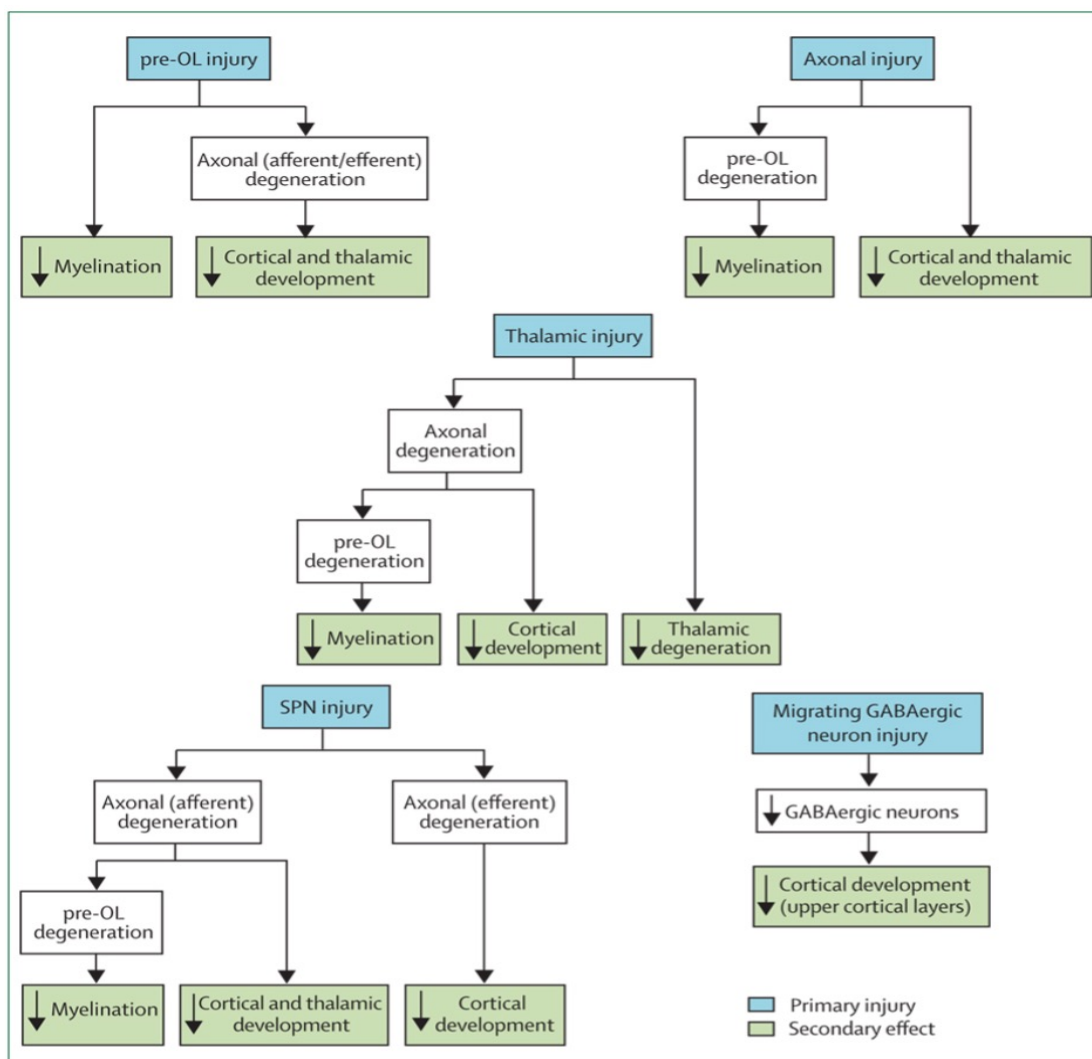 pre-OL injury
Axonal (afferent/efferent)
degeneration
↓ Myelination
↓ Cortical and thalamic
development
Axonal injury
pre-OL
degeneration
↓ Myelination
↓ Cortical and thalamic
development
Thalamic injury
Axonal
degeneration
pre-OL
degeneration
↓ Myelination
↓ Cortical
development
↓ Thalamic
degeneration
SPN injury
Axonal (afferent)
degeneration
Axonal (efferent)
degeneration
pre-OL
degeneration
↓ Myelination
↓ Cortical and thalamic
development
↓ Cortical
development
Migrating GABAergic
neuron injury
↓ GABAergic neurons
↓ Cortical development
(upper cortical layers)
Primary injury
Secondary effect